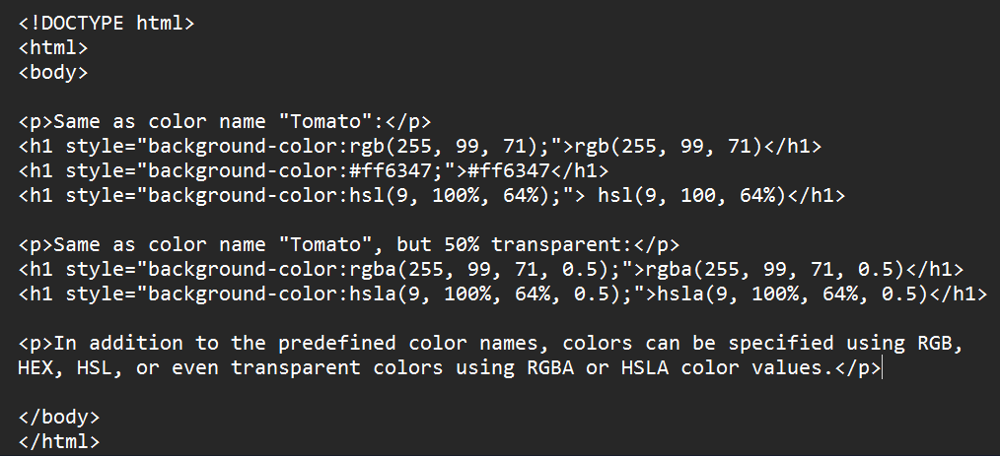 <!DOCTYPE html>
<html>
<body>
<p>Same as color name "Tomato":</p>
<h1 style="background-color:rgb(255, 99, 71);">rgb(255, 99, 71)</h1>
<h1 style="background-color:#ff6347;">#ff6347</h1>
<h1 style="background-color:hsl(9, 100%, 64%);"> hsl(9, 100, 64%)</h1>
<p>Same as color name "Tomato", but 50% transparent:</p>
<h1 style="background-color:rgba(255, 99, 71, 0.5);">rgba(255, 99, 71, 0.5)</h1>
<h1 style="background-color:hsla(9, 100%, 64%, 0.5);">hsla(9, 100%, 64%, 0.5)</h1>
<p>In addition to the predefined color names, colors can be specified using RGB,
HEX, HSL, or even transparent colors using RGBA or HSLA color values.</p>
</body>
</html>